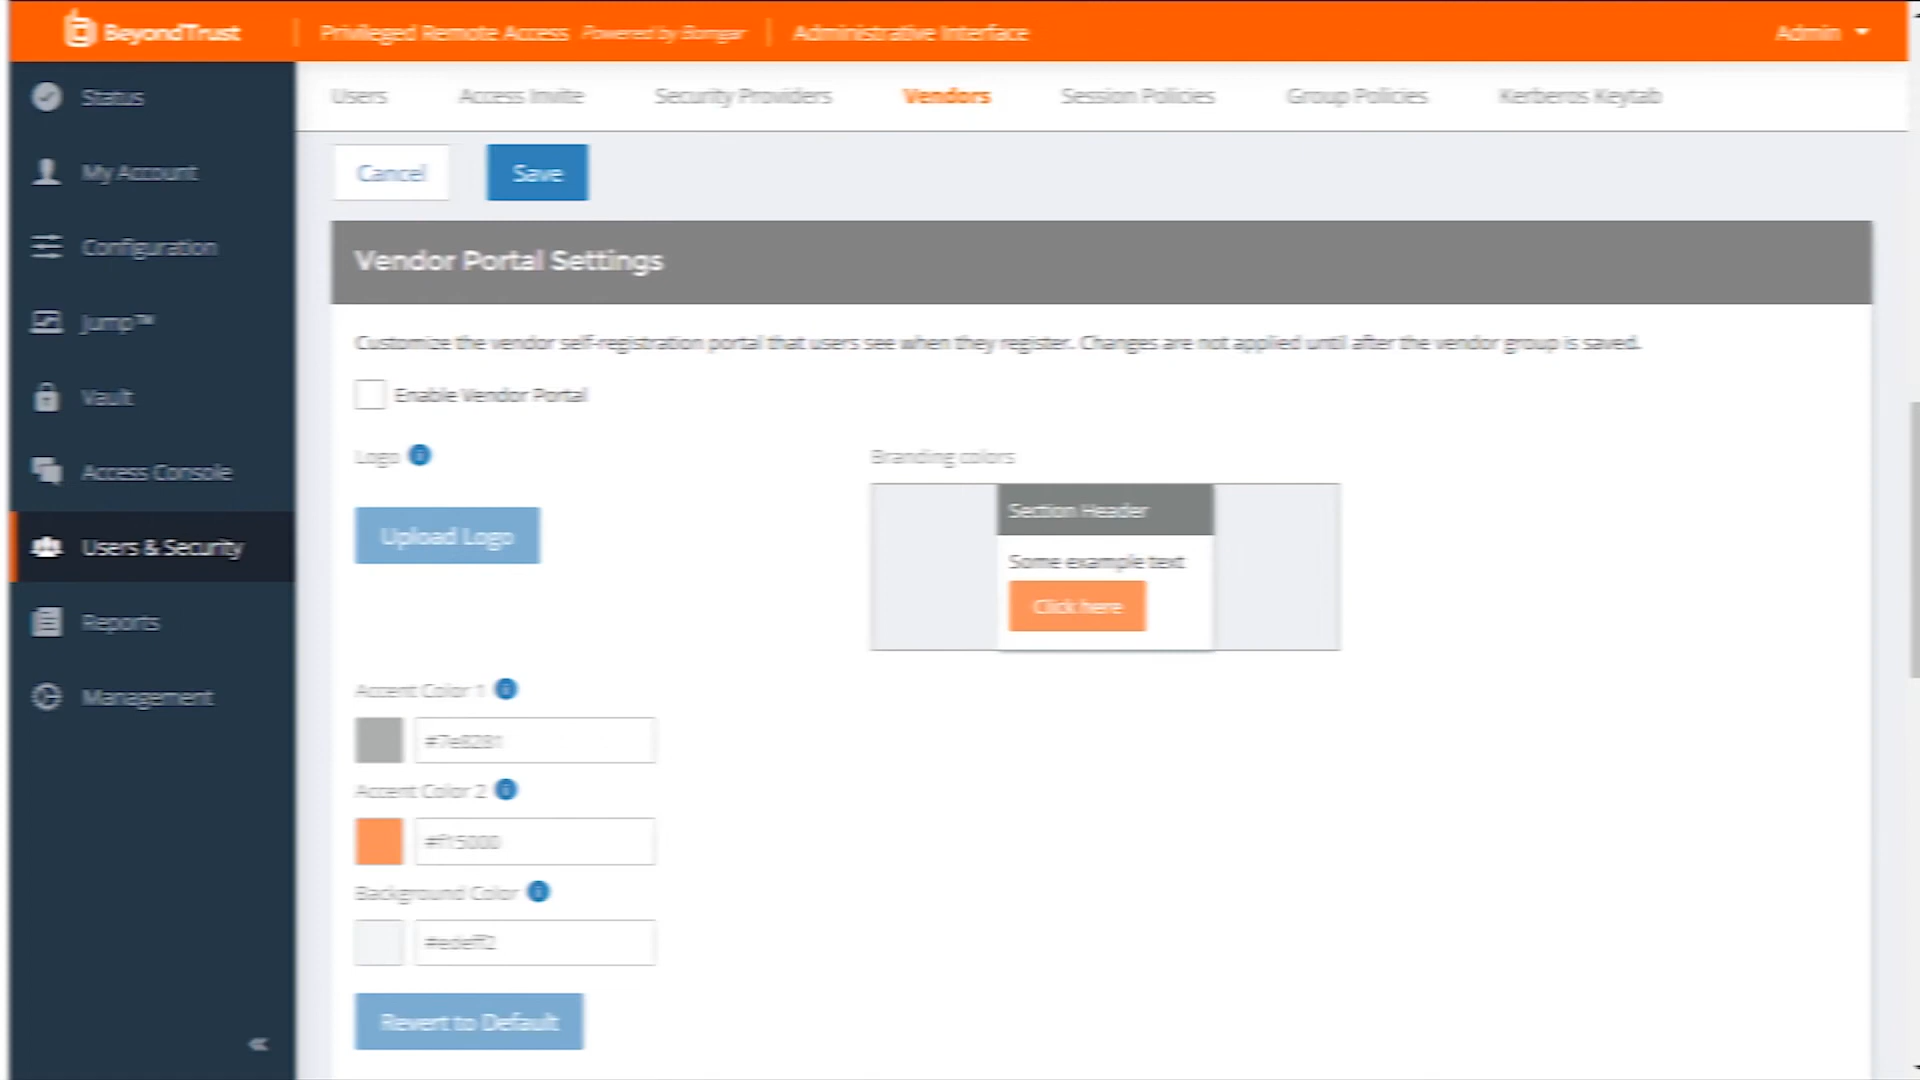 BeyondTrust
Privileged Remote Access Powered by Bomgar
Administrative Interface
Admin
Status
My Account
Configuration
Jump™
Vault
Access Console
Users & Security
Reports
Management
Users
Access Invite
Security Providers
Vendors
Session Policies
Group Policies
Kerberos Keytab
Cancel
Save
Vendor Portal Settings
Customize the vendor self-registration portal that users see when they register. Changes are not applied until after the vendor group is saved.
Enable Vendor Portal
Logo
Upload Logo
Branding colors
Section Header
Some example text
Click here
Accent Color 1
#7e8281
Accent Color 2
#f15000
Background Color
#edeff2
Revert to Default